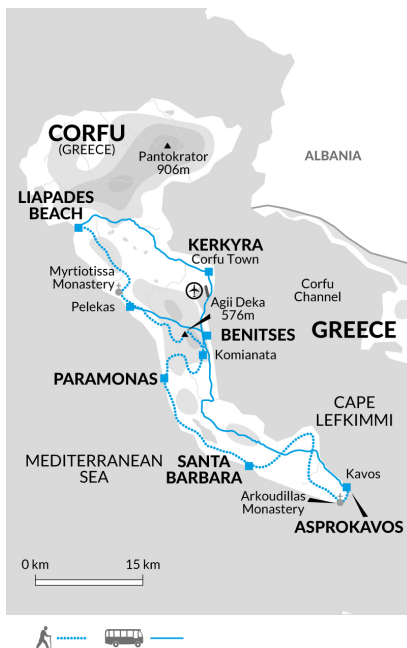 CORFU
(GREECE)
Pantokrator
906m
ALBANIA
LIAPADES
BEACH
KERKYRA
Corfu Town
Myrtiotissa
Monastery
Corfu
Channel
Agii Deka
576m
Pelekas
BENITSES
GREECE
Komianata
PARAMONAS
CAPE
LEFKIMMI
MEDITERRANEAN
SEA
SANTA
BARBARA
Kavos
Arkoudillas
Monastery
ASPROKAVOS
0 km
15 km